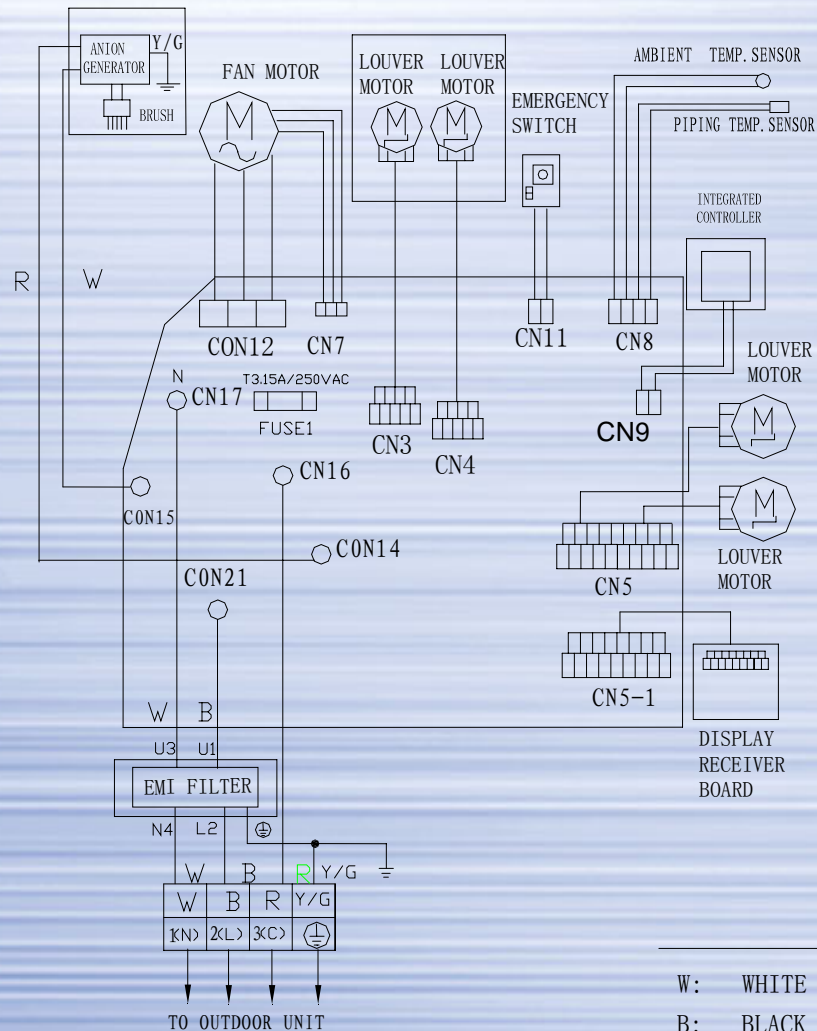 ANION
GENERATOR
Y/G
BRUSH
FAN MOTOR
M
LOUVER
MOTOR
LOUVER
MOTOR
M
M
EMERGENCY
SWITCH
AMBIENT TEMP. SENSOR
PIPING TEMP. SENSOR
INTEGRATED
CONTROLLER
R
W
CON12
CN7
CN11
CN8
LOUVER
MOTOR
N
CN17
T3.15A/250VAC
FUSE1
CN3
CN4
CN9
M
CN16
CON15
M
CON14
CN5
LOUVER
MOTOR
CON21
CN5-1
W
B
DISPLAY
RECEIVER
BOARD
U3
U1
EMI FILTER
N4
L2
W
B
R
Y/G
W
B
R
Y/G
1(N)
2(L)
3(C)
TO OUTDOOR UNIT
W: WHITE
B: BLACK